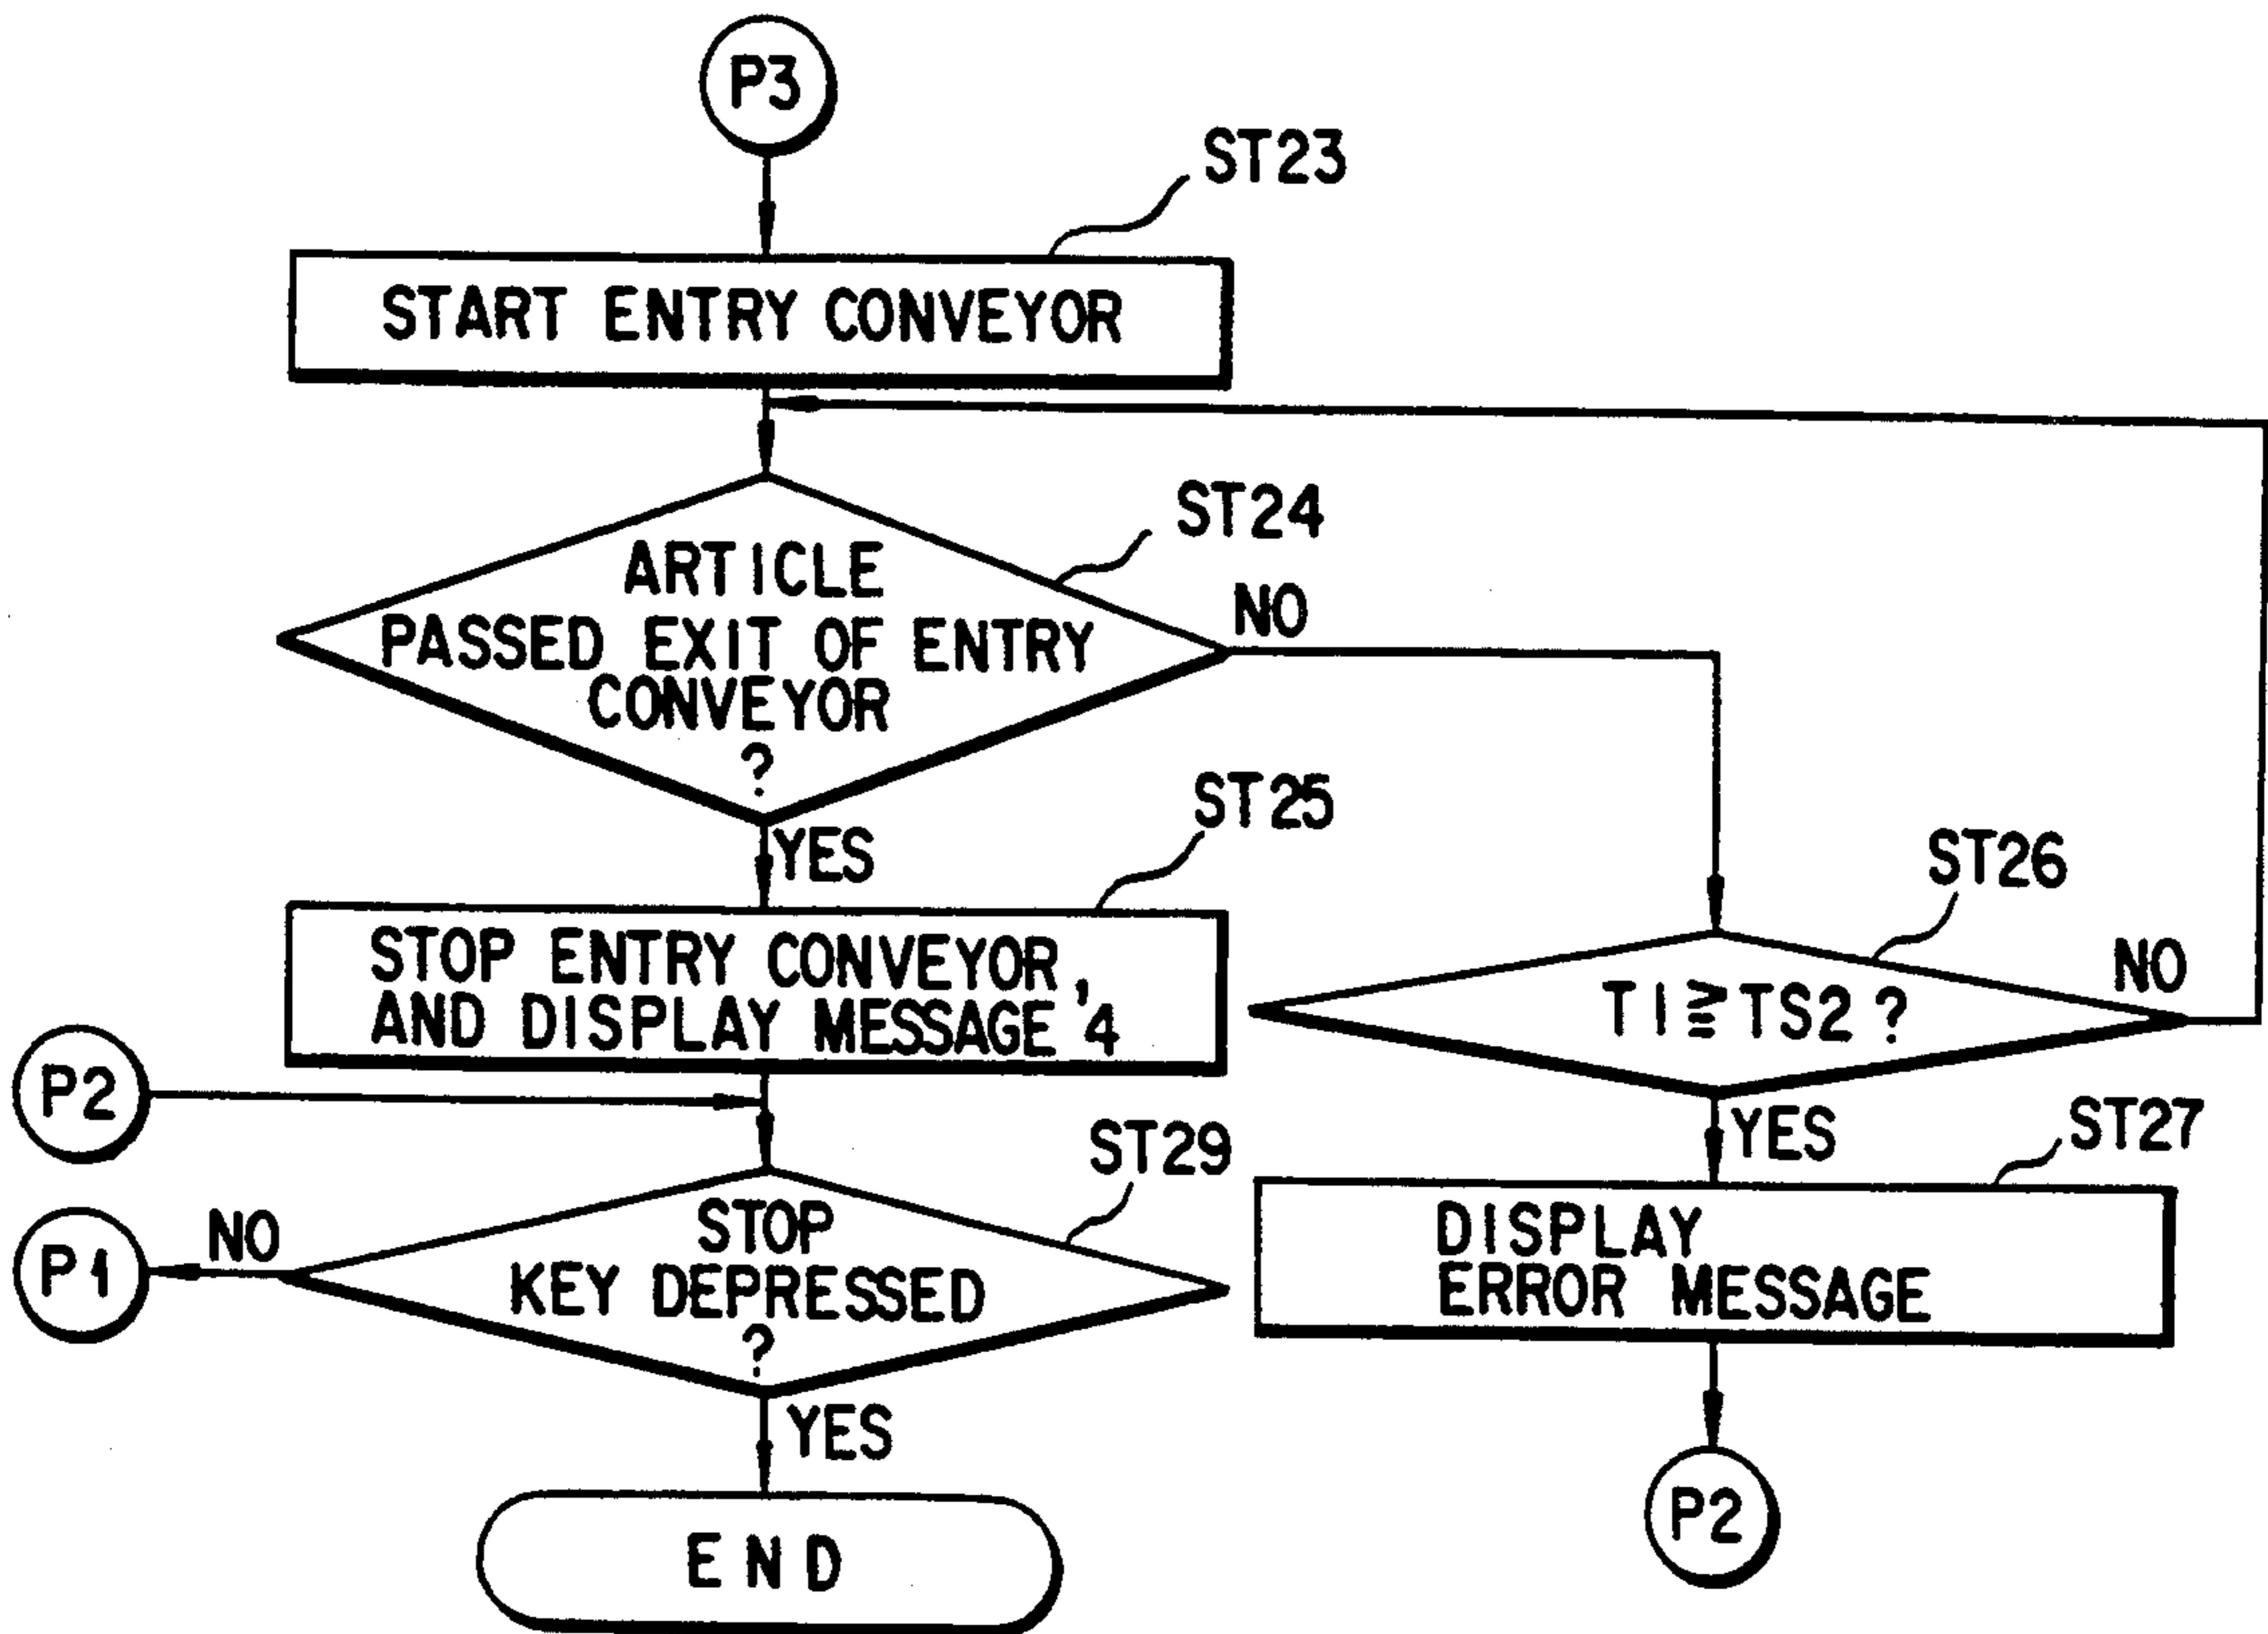 P3
ST23
START ENTRY CONVEYOR
ST24
ARTICLE
PASSED EXIT OF ENTRY
CONVEYOR
?
NO
YES
ST25
STOP ENTRY CONVEYOR
AND DISPLAY MESSAGE '4'
ST26
TI≧TS2 ?
NO
YES
P2
ST29
STOP
KEY DEPRESSED
?
NO
P1
YES
END
ST27
DISPLAY
ERROR MESSAGE
P2